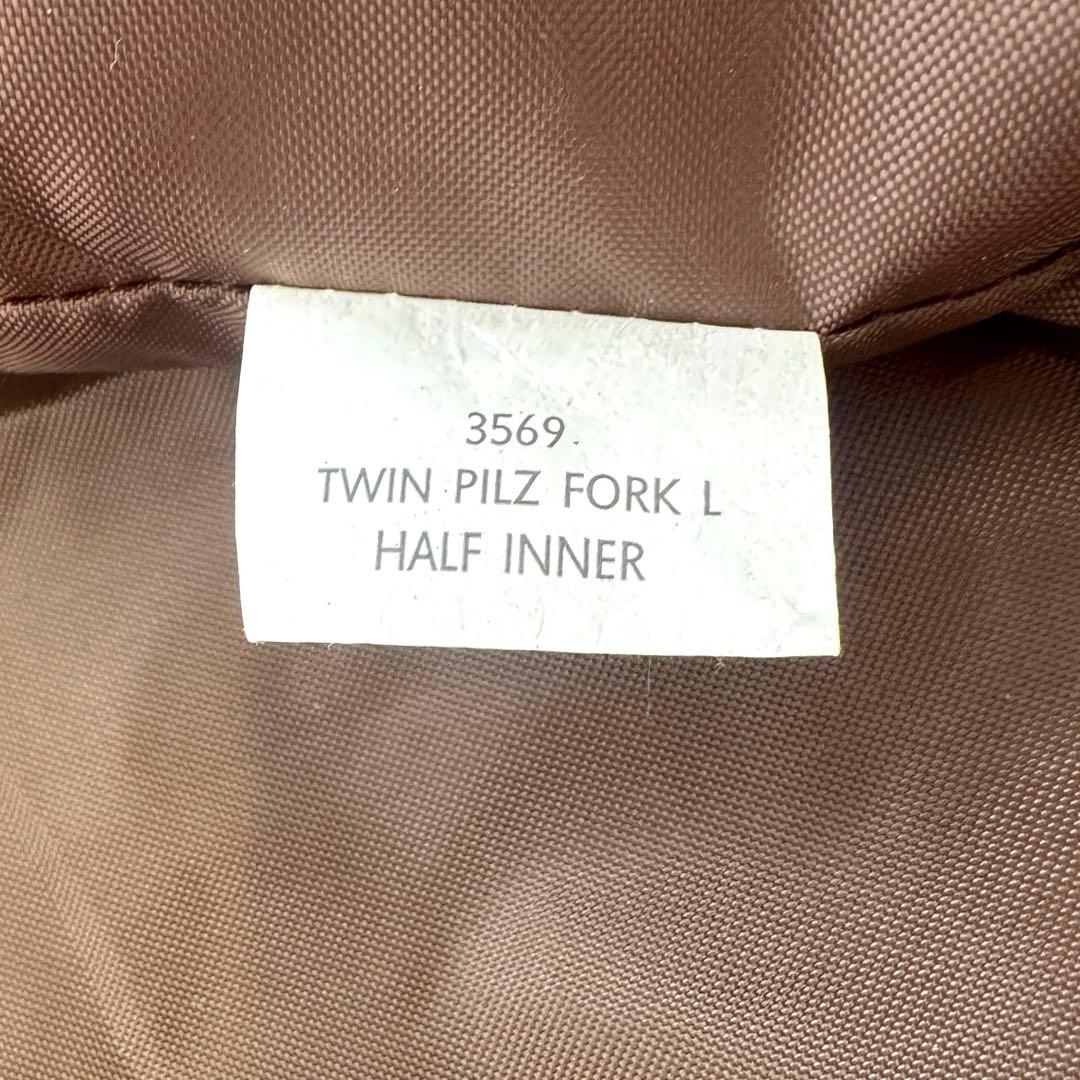 3569
TWIN PILZ FORK L
HALF INNER